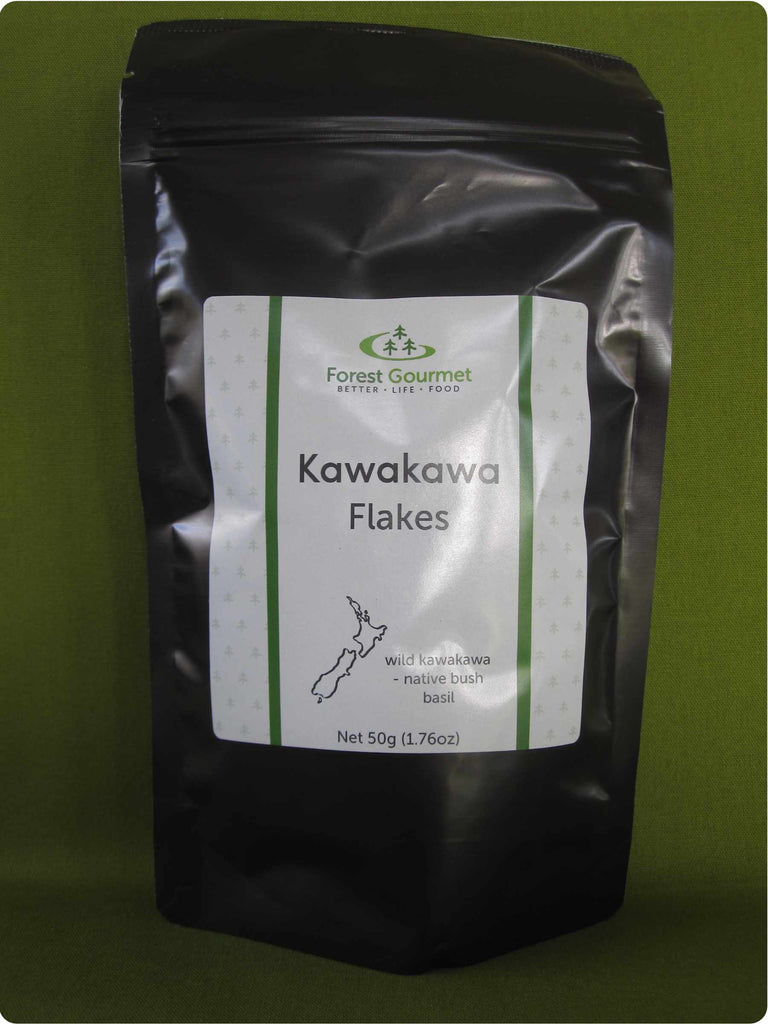 Forest Gourmet
BETTER • LIFE • FOOD
Kawakawa
Flakes
wild kawakawa
- native bush
basil
Net 50g (1.76oz)